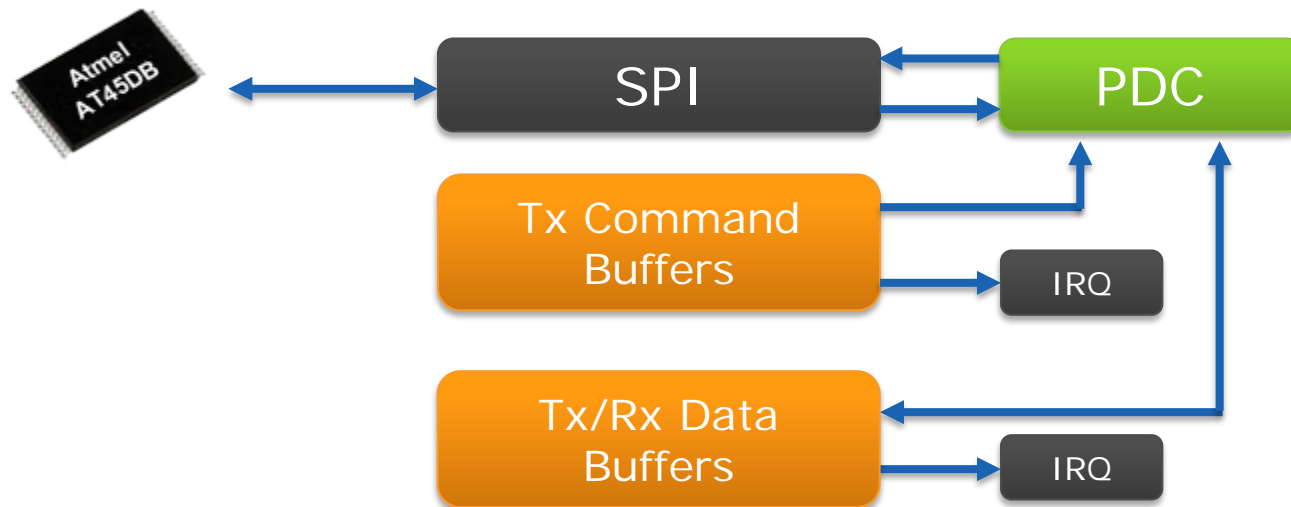 Atmel
AT45DB
SPI
PDC
Tx Command
Buffers
IRQ
Tx/Rx Data
Buffers
IRQ